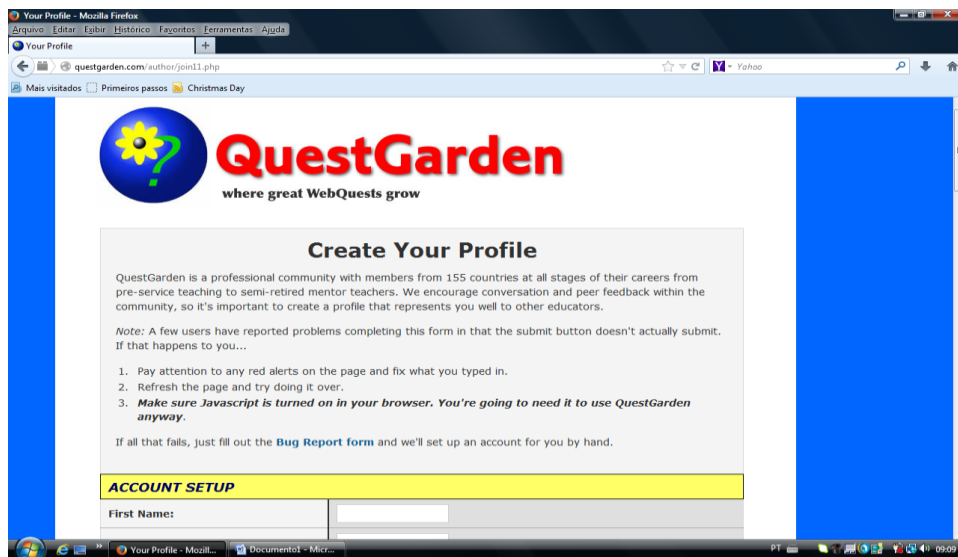 Your Profile - Mozilla Firefox
Arquivo Editar Exibir Histórico Favoritos Ferramentas Ajuda
Your Profile
questgarden.com/author/join11.php
Yahoo
Mais visitados Primeiros passos Christmas Day
QuestGarden
where great WebQuests grow
Create Your Profile
QuestGarden is a professional community with members from 155 countries at all stages of their careers from
pre-service teaching to semi-retired mentor teachers. We encourage conversation and peer feedback within the
community, so it's important to create a profile that represents you well to other educators.
Note: A few users have reported problems completing this form in that the submit button doesn't actually submit.
If that happens to you...
1. Pay attention to any red alerts on the page and fix what you typed in.
2. Refresh the page and try doing it over.
3. Make sure Javascript is turned on in your browser. You're going to need it to use QuestGarden
anyway.
If all that fails, just fill out the Bug Report form and we'll set up an account for you by hand.
ACCOUNT SETUP
First Name:
Your Profile - Mozill... Documento1 - Micr... PT 09:09